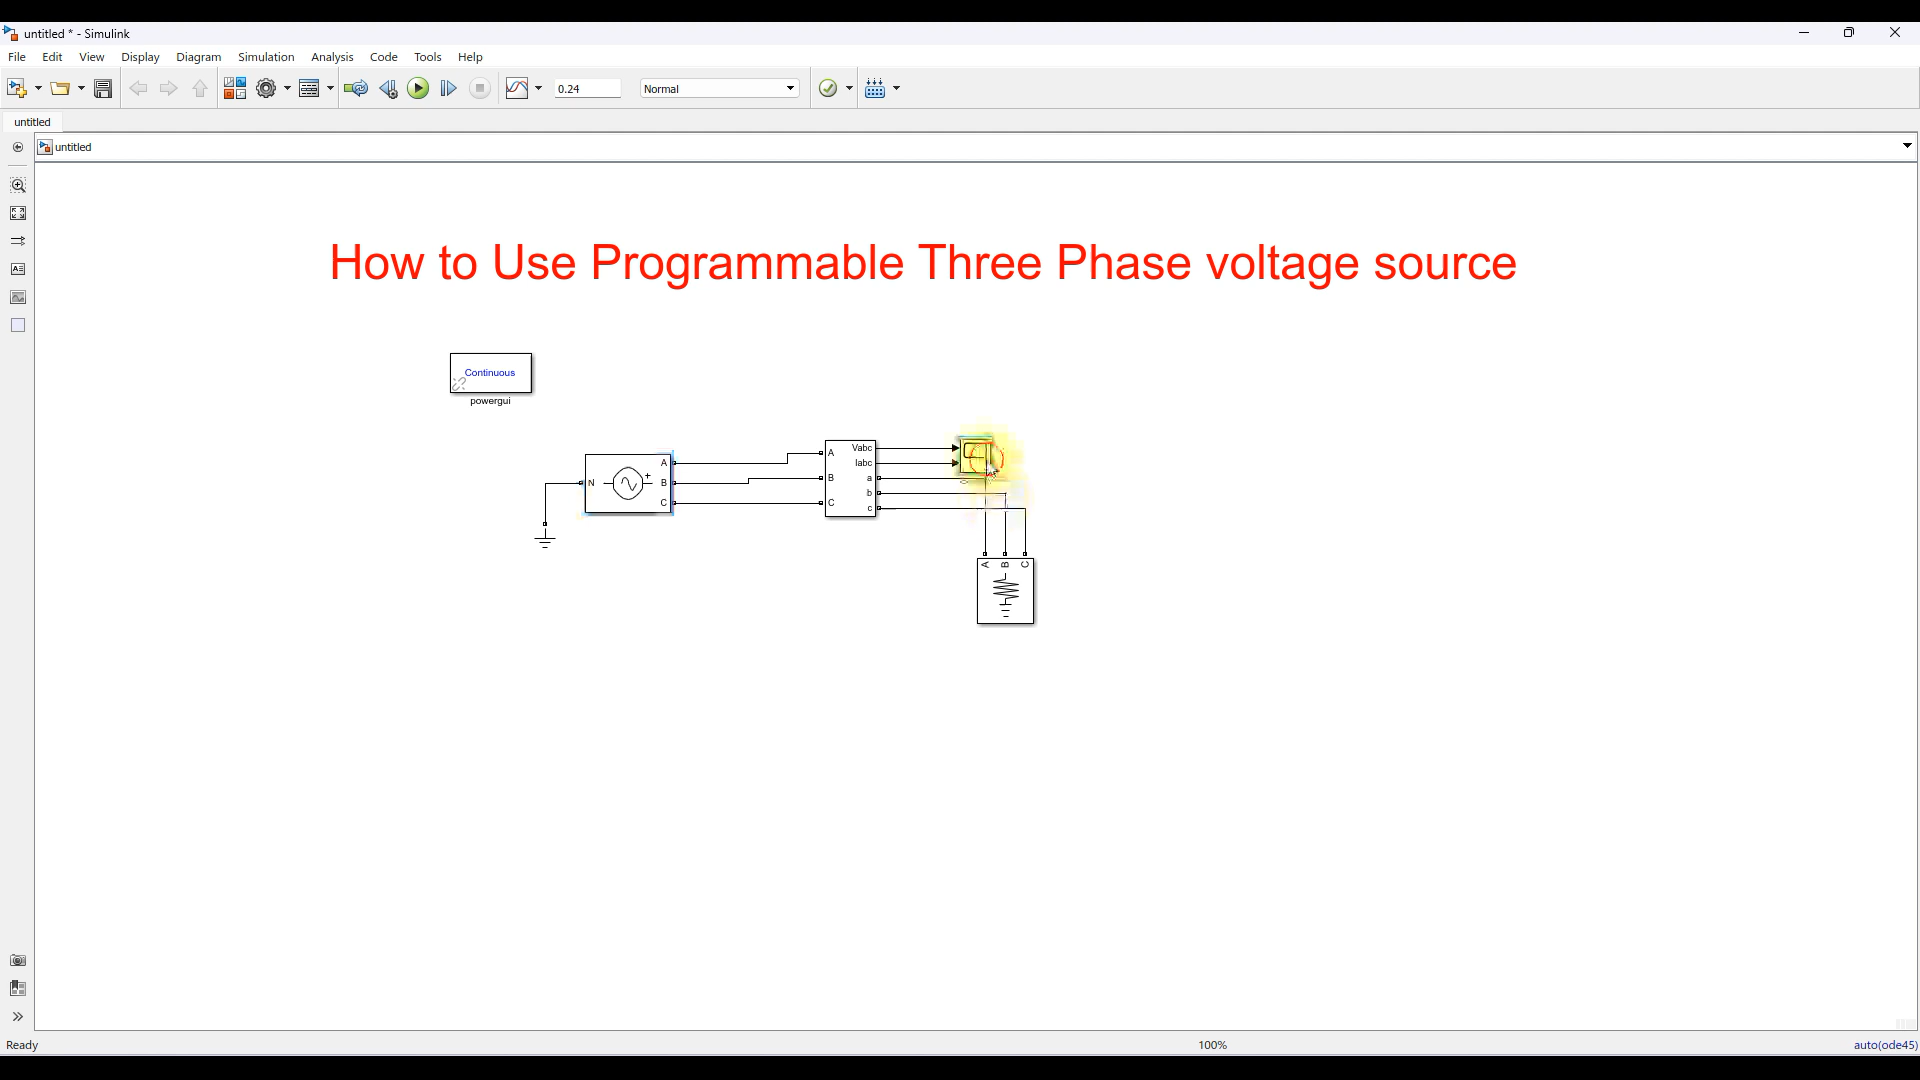 untitled * - Simulink
File Edit View Display Diagram Simulation Analysis Code Tools Help
0.24 Normal
untitled
untitled
How to Use Programmable Three Phase voltage source
Continuous
powergui
N
A
B
C
+
A
B
C
Vabc
Iabc
a
b
c
A B C
Ready 100% auto(ode45)